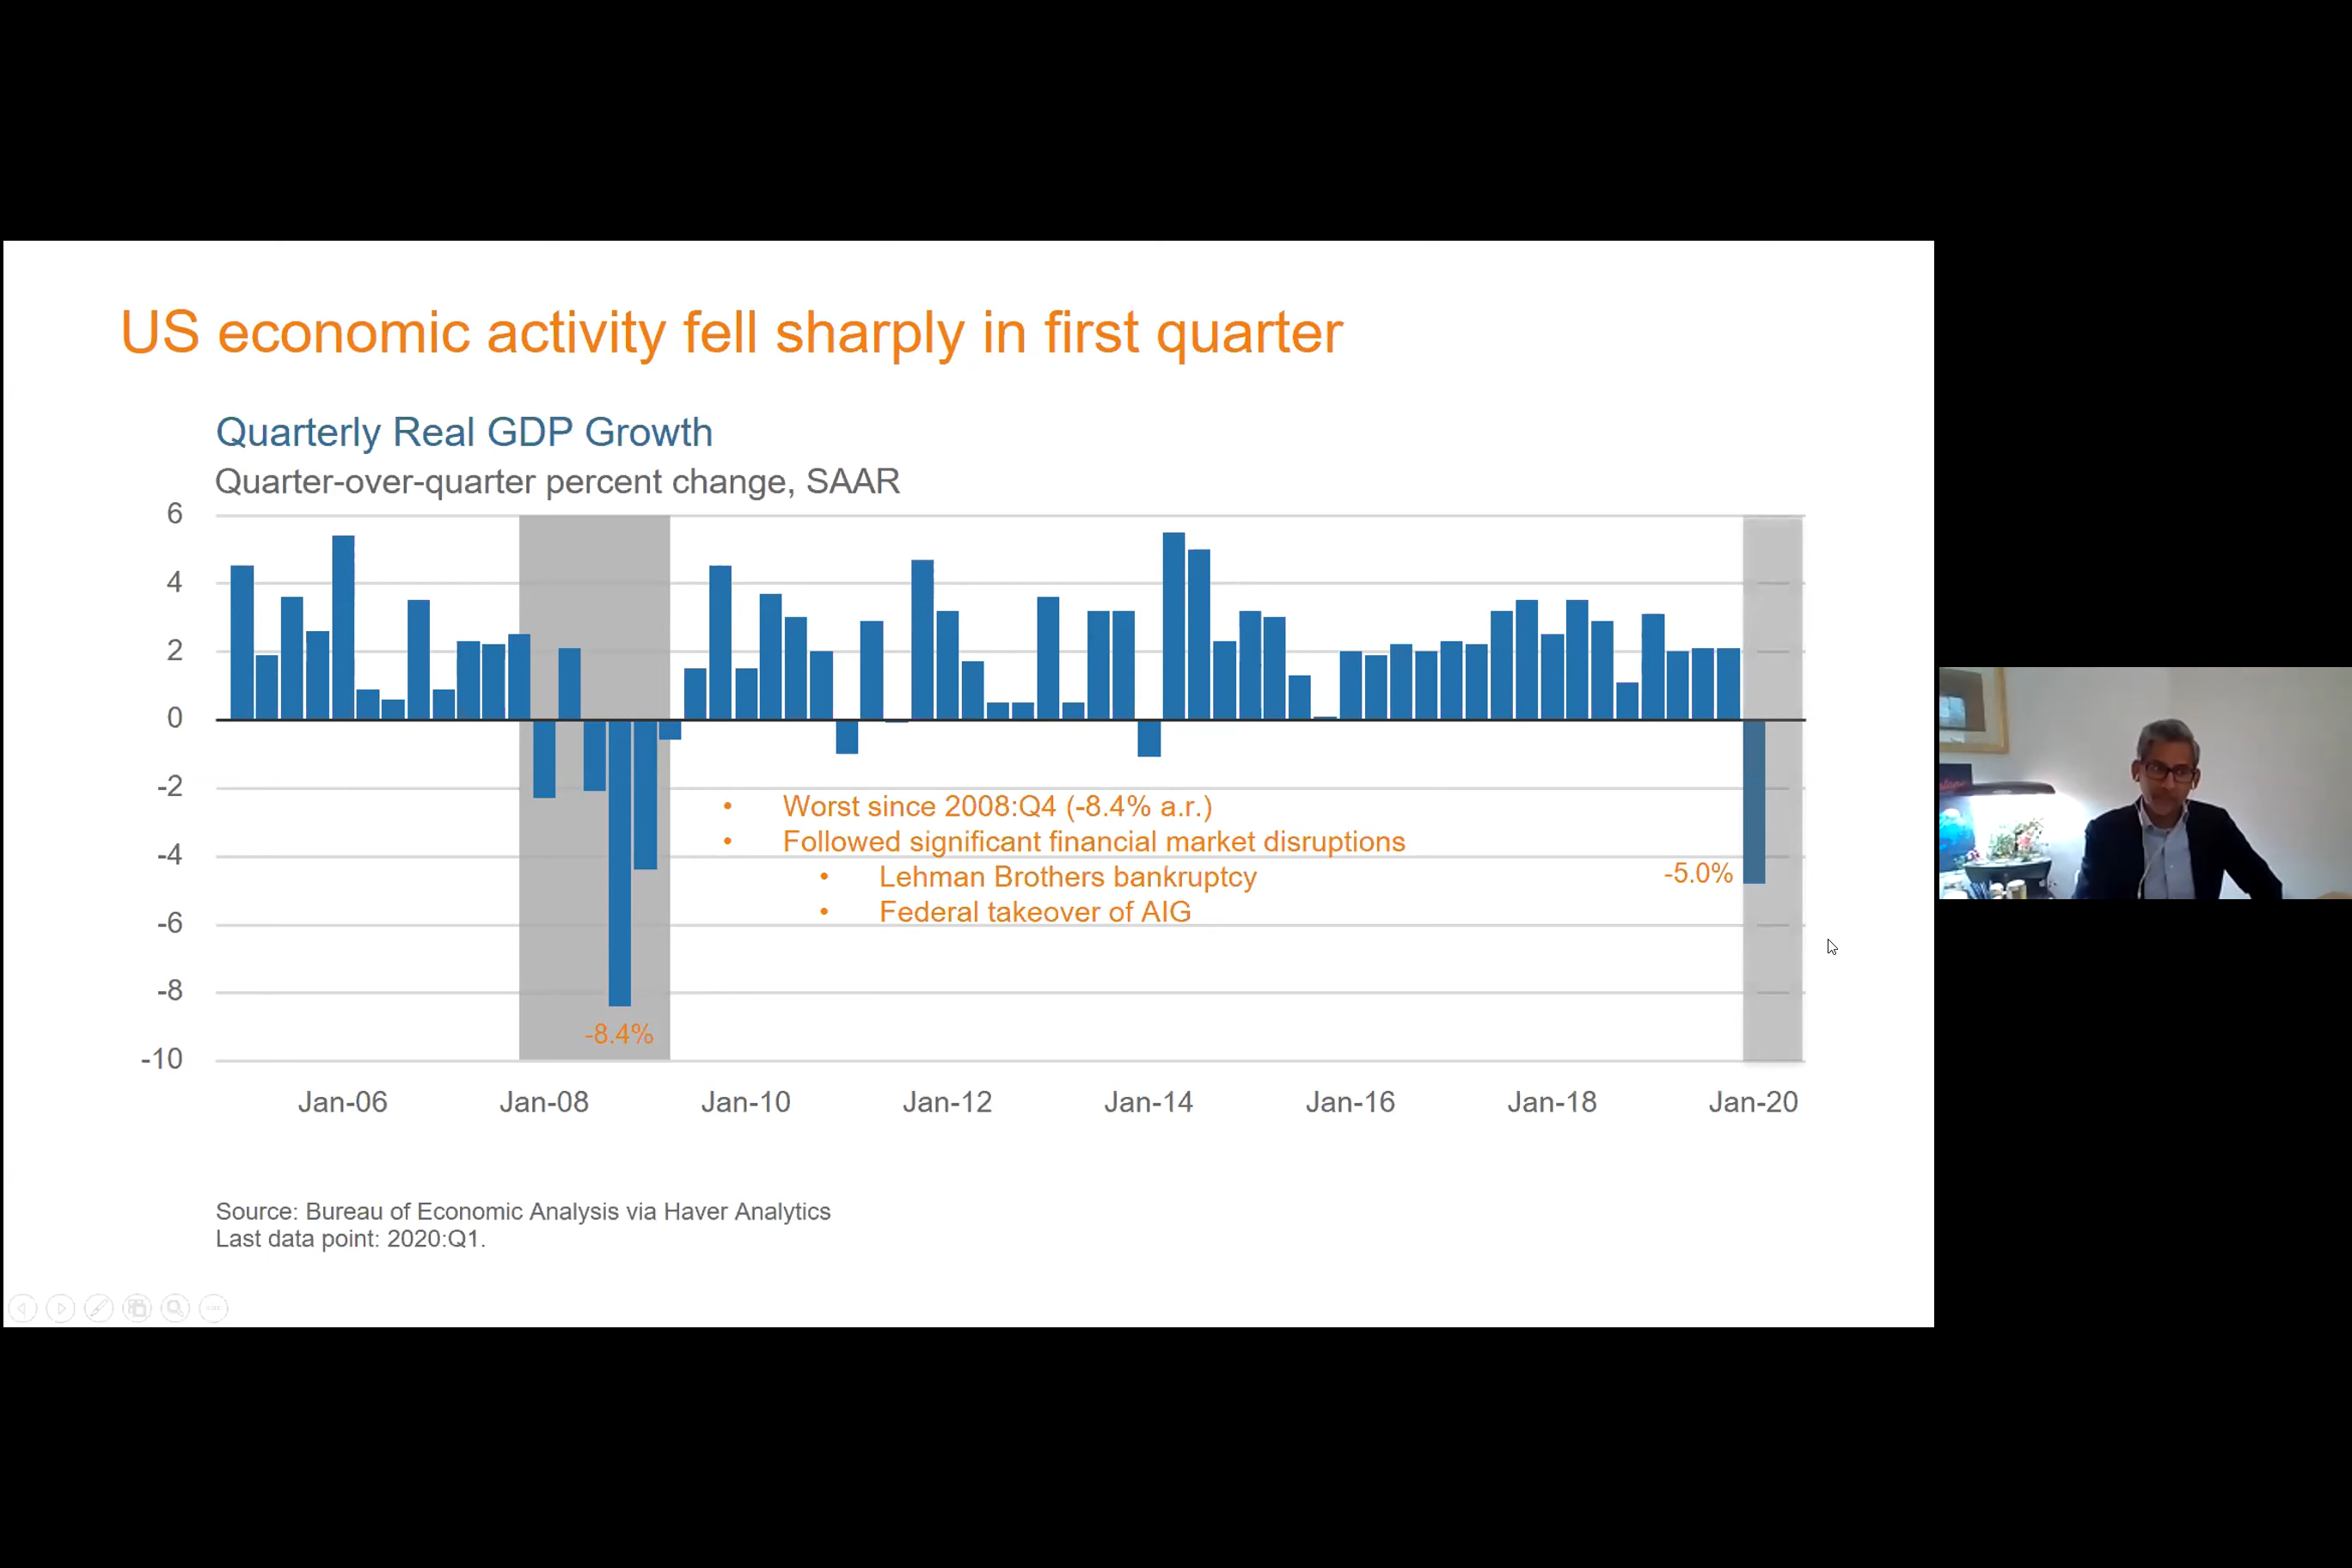 US economic activity fell sharply in first quarter
Quarterly Real GDP Growth
Quarter-over-quarter percent change, SAAR
6
4
2
0
-2
-4
-6
-8
-10
• Worst since 2008:Q4 (-8.4% a.r.)
• Followed significant financial market disruptions
• Lehman Brothers bankruptcy
• Federal takeover of AIG
-5.0%
-8.4%
Jan-06 Jan-08 Jan-10 Jan-12 Jan-14 Jan-16 Jan-18 Jan-20
Source: Bureau of Economic Analysis via Haver Analytics
Last data point: 2020:Q1.